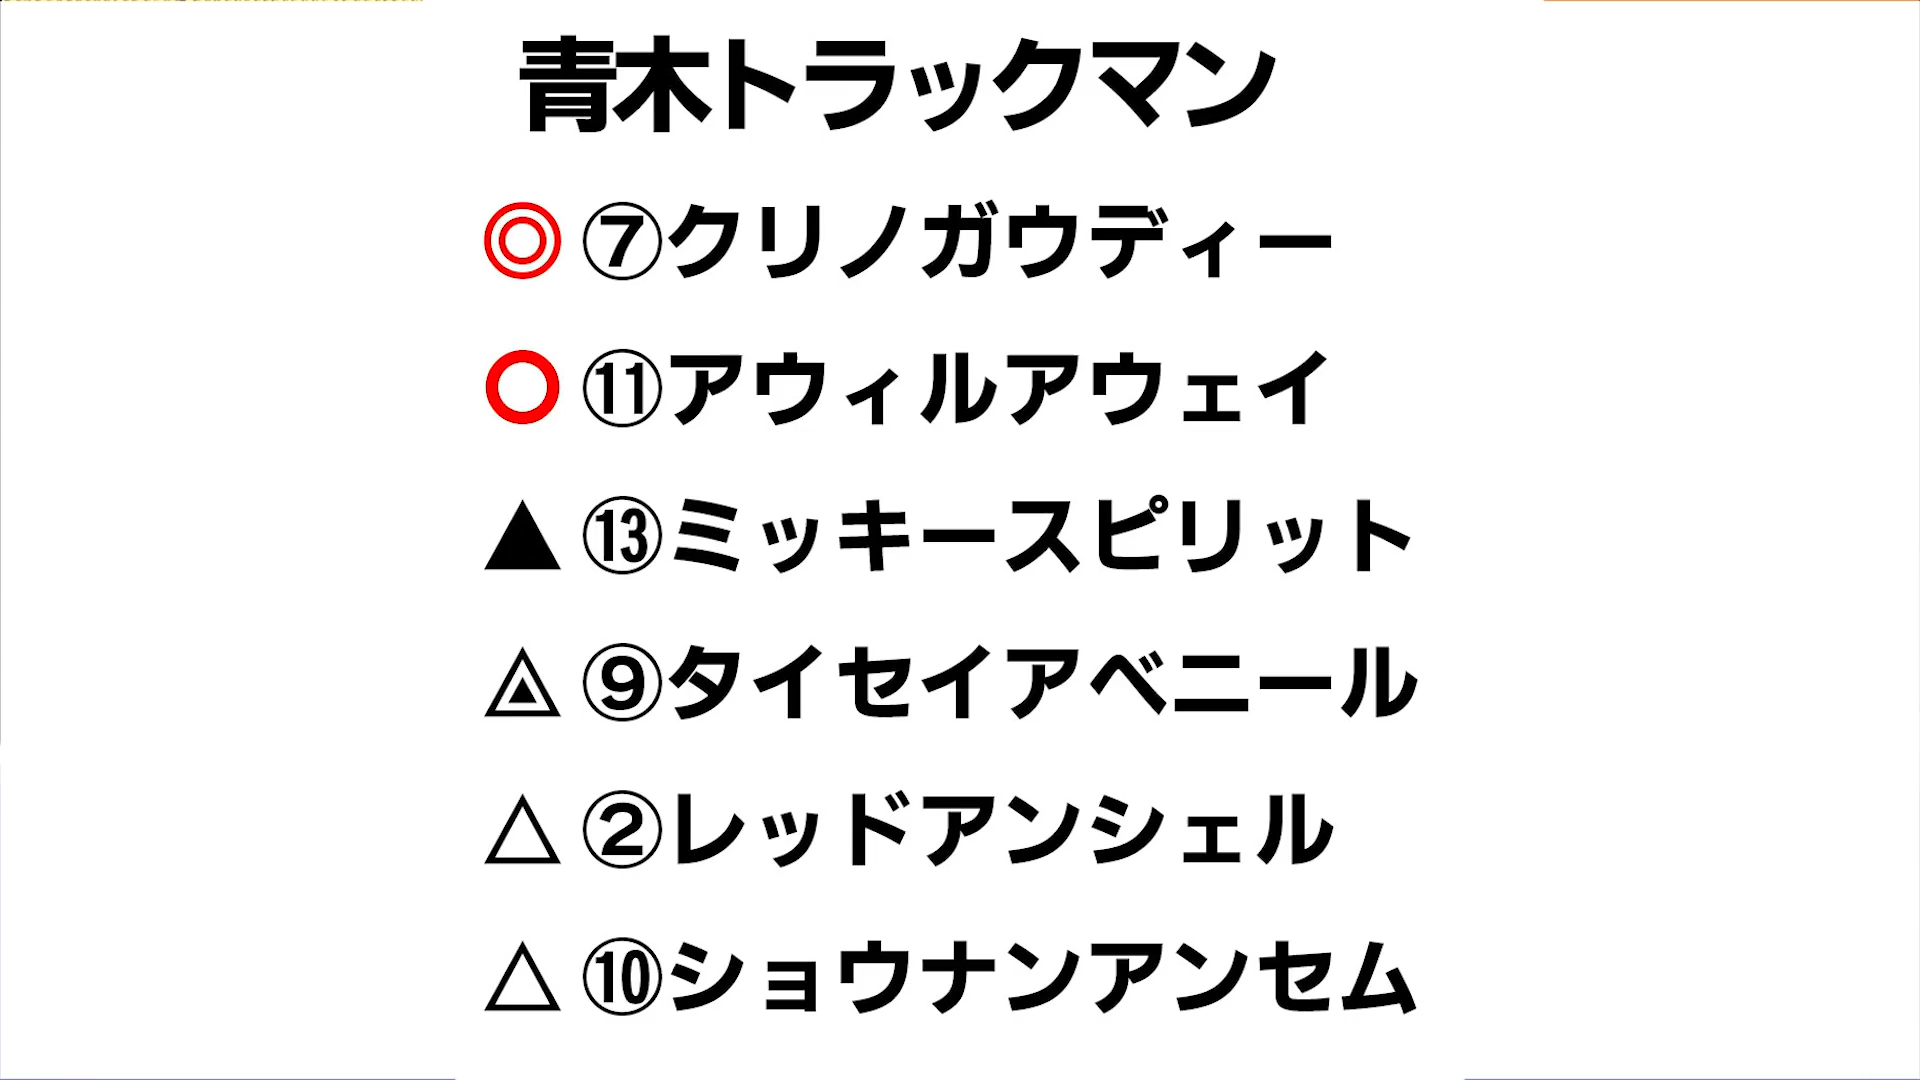 青木トラックマン
◎⑦クリノガウディー
○⑪アウィルアウェイ
▲⑬ミッキースピリット
◬⑨タイセイアベニール
△②レッドアンシェル
△⑩ショウナンアンセム